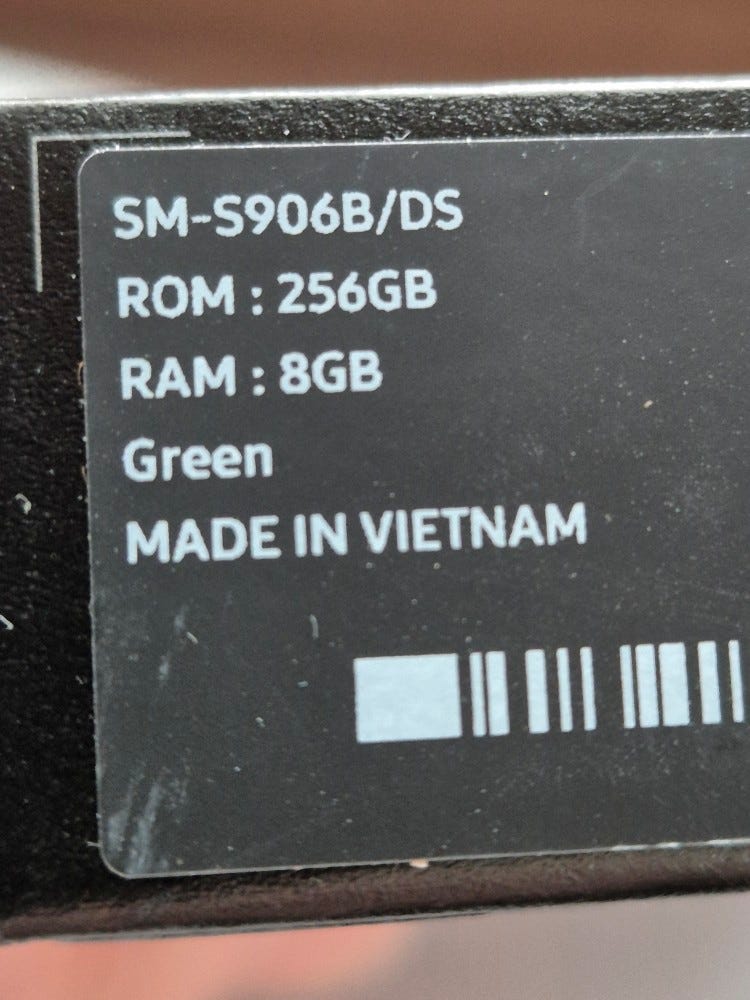 SM-S906B/DS
ROM : 256GB
RAM : 8GB
Green
MADE IN VIETNAM